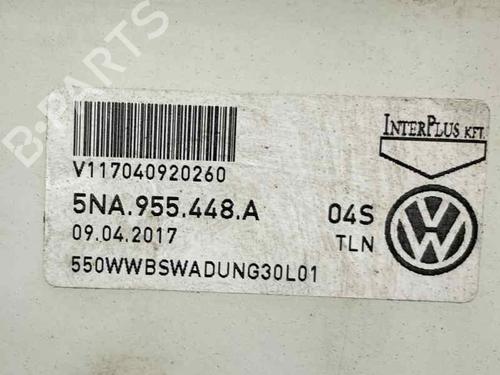 B-PARTS
INTERPLUS KFT.
V117040920260
5NA.955.448.A
04S
09.04.2017
TLN
550WWBSWADUNG30L01